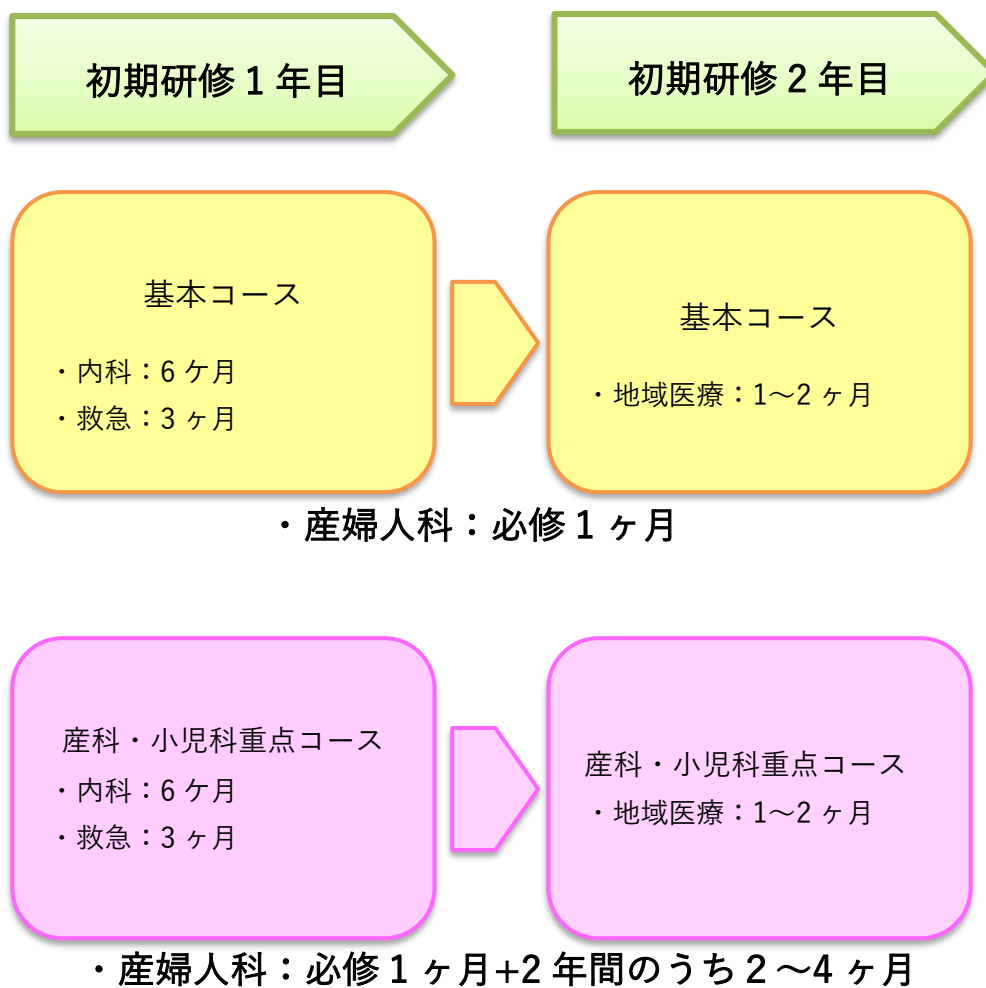 初期研修 1 年目
初期研修 2 年目
基本コース
・内科：6 ケ月
・救急：3 ヶ月
基本コース
・地域医療：1～2 ヶ月
・産婦人科：必修 1 ヶ月
産科・小児科重点コース
・内科：6 ケ月
・救急：3 ヶ月
産科・小児科重点コース
・地域医療：1～2 ヶ月
・産婦人科：必修 1 ヶ月+2 年間のうち 2 ～4 ヶ月